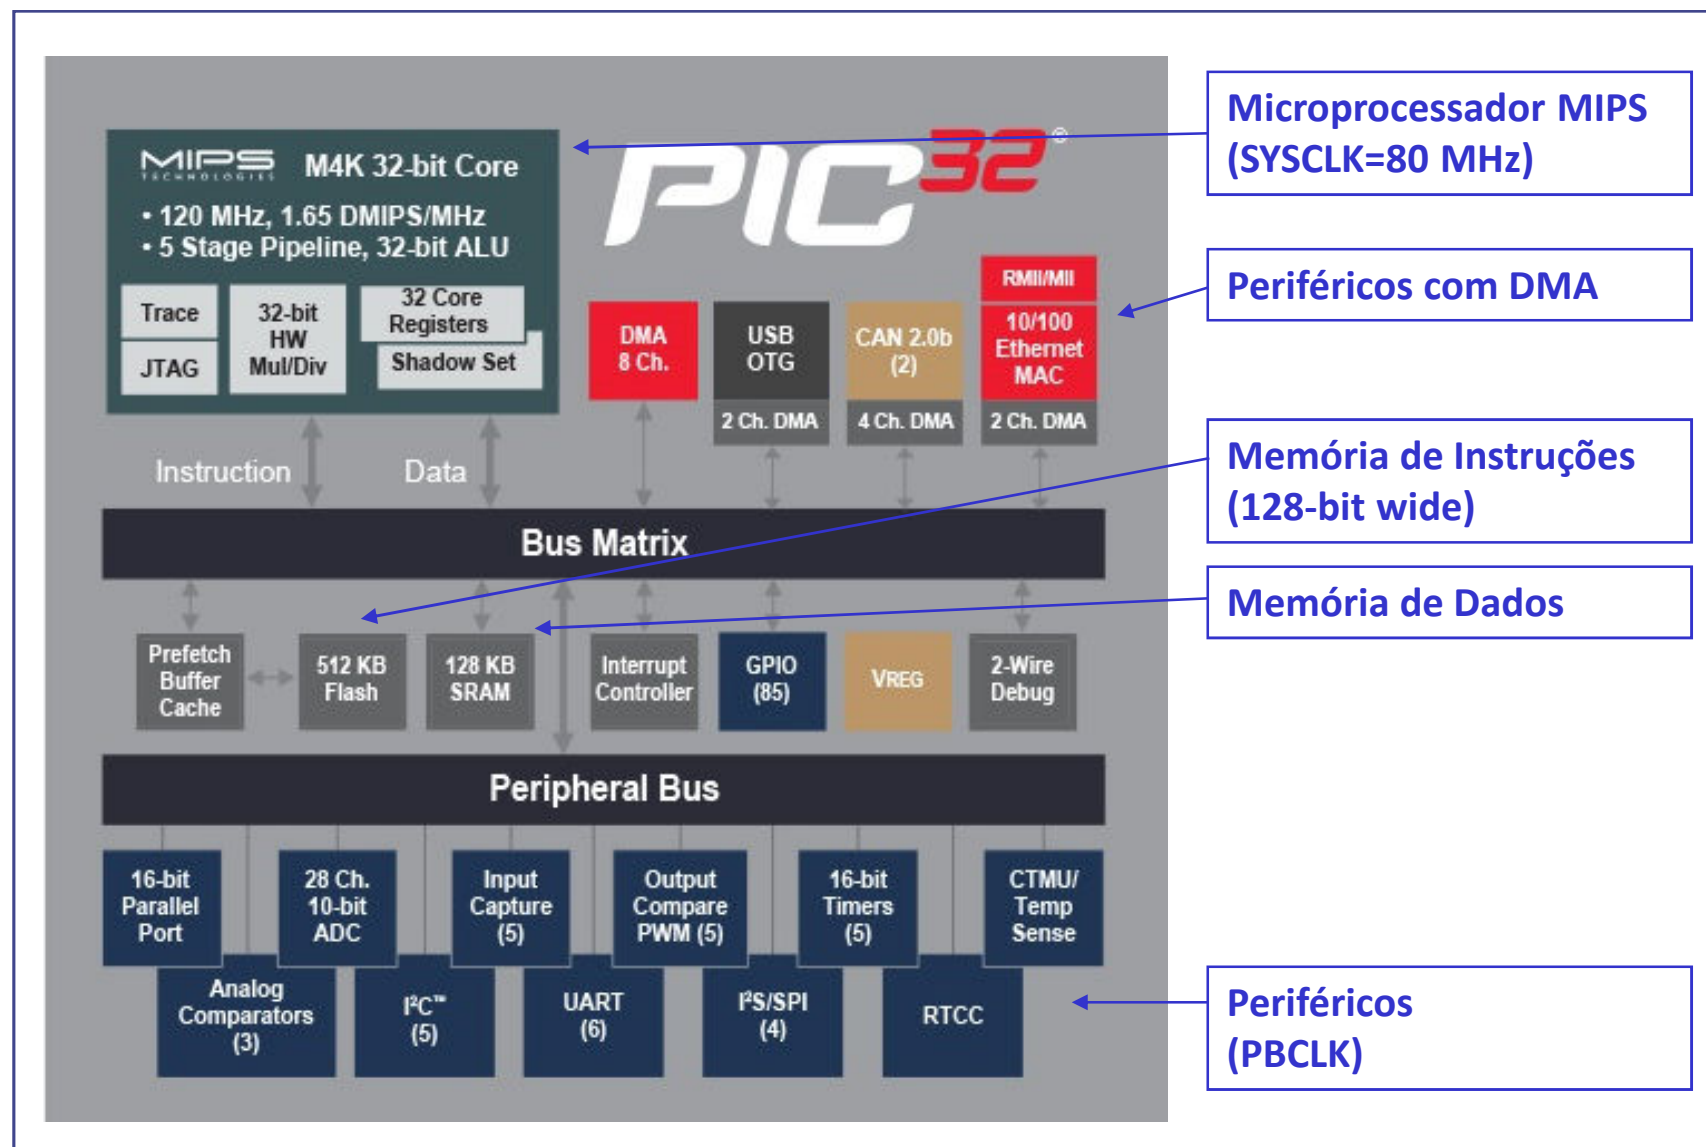 MIPS
TECHNOLOGIES
M4K 32-bit Core
• 120 MHz, 1.65 DMIPS/MHz
• 5 Stage Pipeline, 32-bit ALU
Trace
JTAG
32-bit
HW
Mul/Div
32 Core
Registers
Shadow Set
PIC32®
DMA
8 Ch.
USB
OTG
2 Ch. DMA
CAN 2.0b
(2)
4 Ch. DMA
RMII/MII
10/100
Ethernet
MAC
2 Ch. DMA
Instruction
Data
Bus Matrix
Prefetch
Buffer
Cache
512 KB
Flash
128 KB
SRAM
Interrupt
Controller
GPIO
(85)
VREG
2-Wire
Debug
Peripheral Bus
16-bit
Parallel
Port
28 Ch.
10-bit
ADC
Input
Capture
(5)
Output
Compare
PWM (5)
16-bit
Timers
(5)
CTMU/
Temp
Sense
Analog
Comparators
(3)
I²C™
(5)
UART
(6)
I²S/SPI
(4)
RTCC
Microprocessador MIPS
(SYSCLK=80 MHz)
Periféricos com DMA
Memória de Instruções
(128-bit wide)
Memória de Dados
Periféricos
(PBCLK)